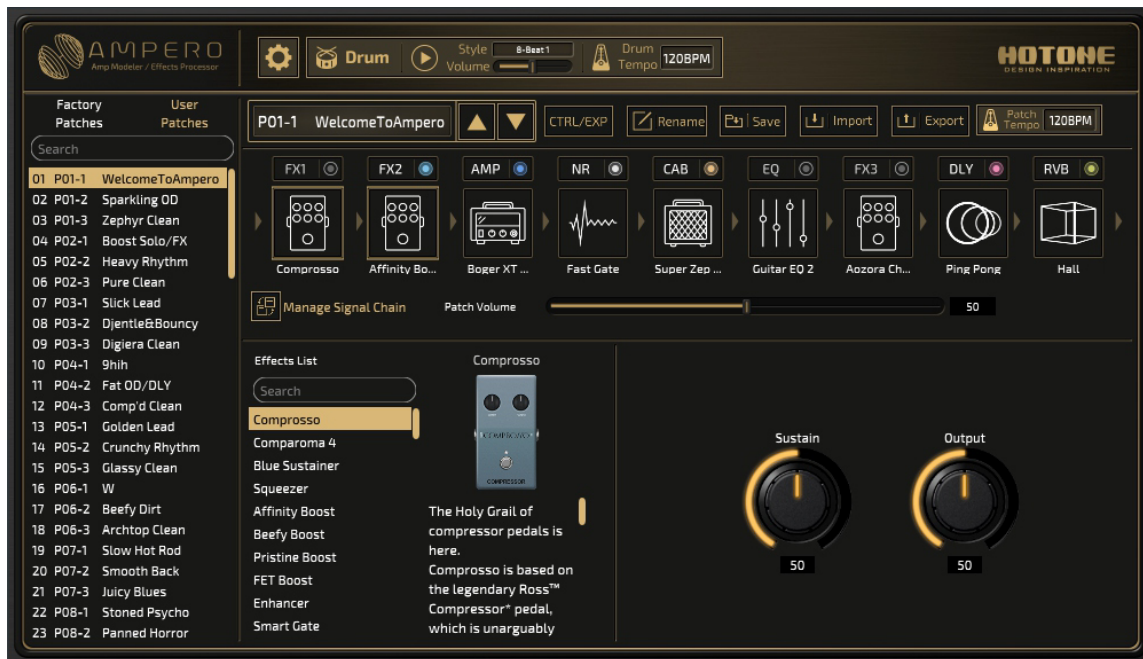 AMPERO
Amp Modeler / Effects Processor
Drum
Style 8-Beat 1
Volume
Drum
Tempo 120BPM
HOTONE
DESIGN INSPIRATION
Factory
Patches
User
Patches
Search
01 P01-1 WelcomeToAmpero
02 P01-2 Sparkling OD
03 P01-3 Zephyr Clean
04 P02-1 Boost Solo/FX
05 P02-2 Heavy Rhythm
06 P02-3 Pure Clean
07 P03-1 Slick Lead
08 P03-2 Djentle&Bouncy
09 P03-3 Digiera Clean
10 P04-1 9hih
11 P04-2 Fat OD/DLY
12 P04-3 Comp'd Clean
13 P05-1 Golden Lead
14 P05-2 Crunchy Rhythm
15 P05-3 Glassy Clean
16 P06-1 W
17 P06-2 Beefy Dirt
18 P06-3 Archtop Clean
19 P07-1 Slow Hot Rod
20 P07-2 Smooth Back
21 P07-3 Juicy Blues
22 P08-1 Stoned Psycho
23 P08-2 Panned Horror
P01-1 WelcomeToAmpero
CTRL/EXP
Rename
Save
Import
Export
Patch
Tempo 120BPM
FX1 FX2 AMP NR CAB EQ FX3 DLY RVB
Comprosso Affinity Bo... Boger XT ... Fast Gate Super Zep ... Guitar EQ 2 Aozora Ch... Ping Pong Hall
Manage Signal Chain
Patch Volume 50
Effects List
Search
Comprosso
Comparoma 4
Blue Sustainer
Squeezer
Affinity Boost
Beefy Boost
Pristine Boost
FET Boost
Enhancer
Smart Gate
Comprosso
COMPRESSOR
The Holy Grail of
compressor pedals is
here.
Comprosso is based on
the legendary Ross™
Compressor* pedal,
which is unarguably
Sustain
50
Output
50